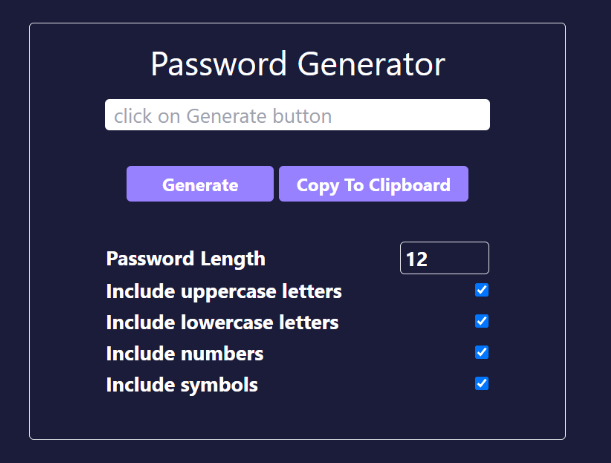 Password Generator
click on Generate button
Generate Copy To Clipboard
Password Length 12
Include uppercase letters
Include lowercase letters
Include numbers
Include symbols